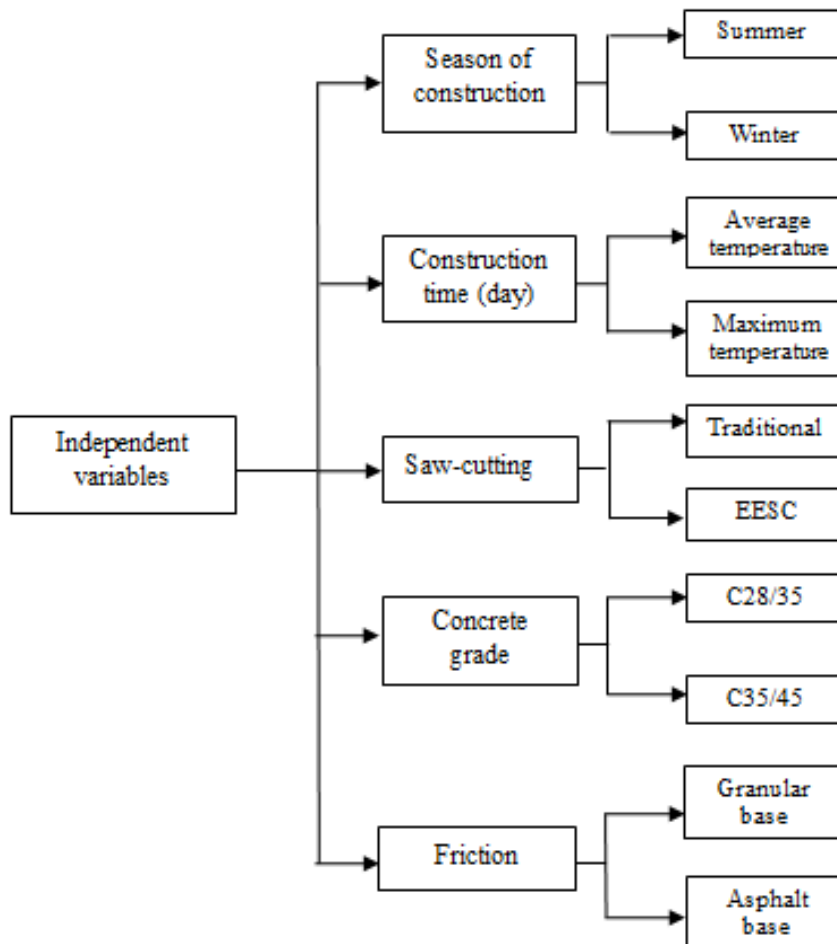 Independent
variables
Season of
construction
Summer
Winter
Construction
time (day)
Average
temperature
Maximum
temperature
Saw-cutting
Traditional
EESC
Concrete
grade
C28/35
C35/45
Friction
Granular
base
Asphalt
base